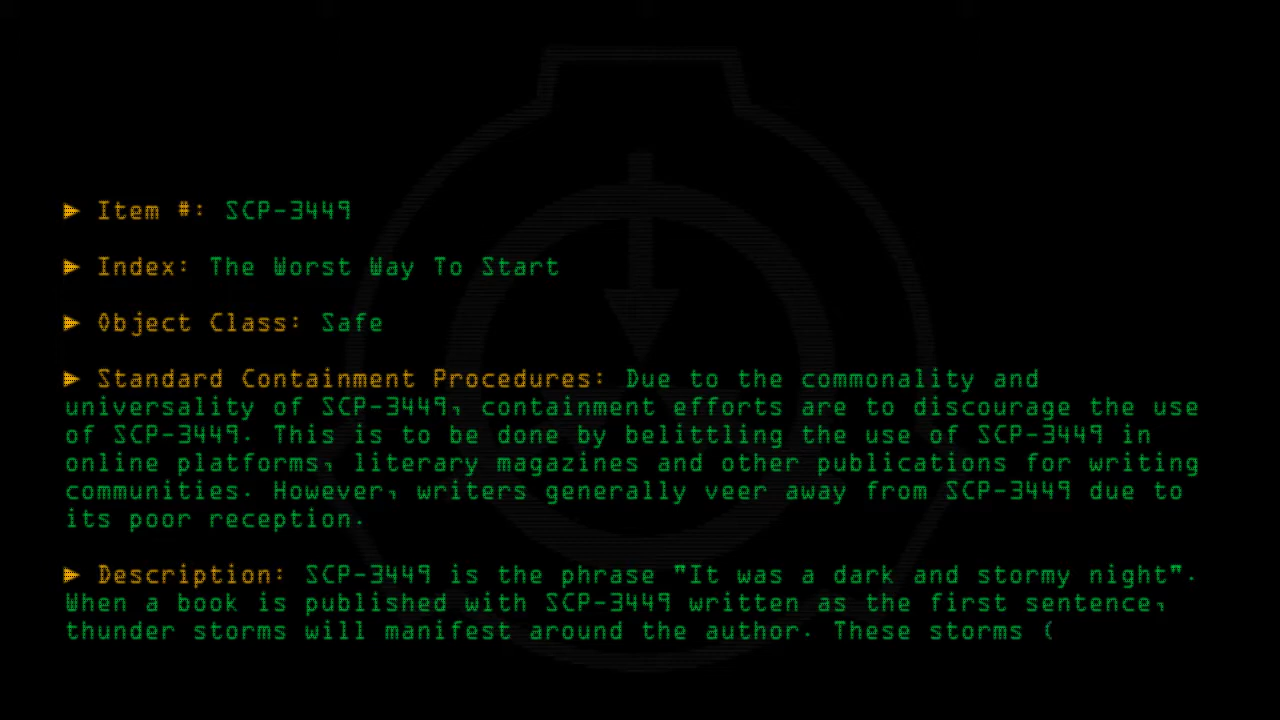 ► Item #: SCP-3449
► Index: The Worst Way To Start
► Object Class: Safe
► Standard Containment Procedures: Due to the commonality and
universality of SCP-3449, containment efforts are to discourage the use
of SCP-3449. This is to be done by belittling the use of SCP-3449 in
online platforms, literary magazines and other publications for writing
communities. However, writers generally veer away from SCP-3449 due to
its poor reception.
► Description: SCP-3449 is the phrase "It was a dark and stormy night".
When a book is published with SCP-3449 written as the first sentence,
thunder storms will manifest around the author. These storms (